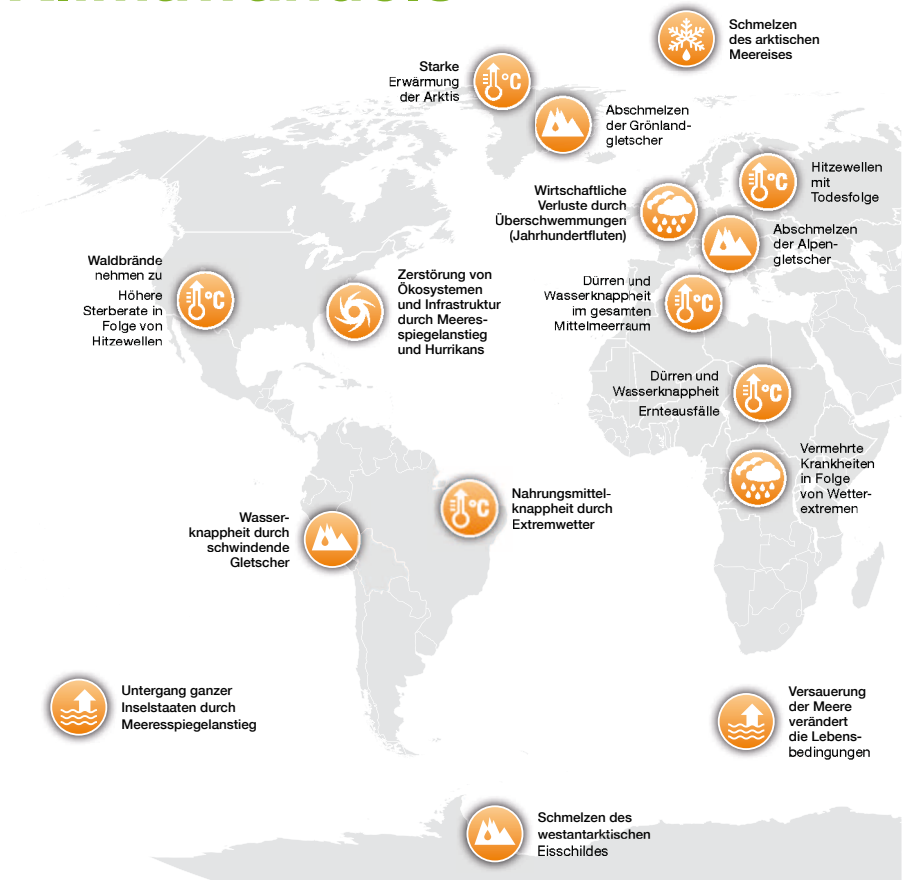 Schmelzen
des arktischen
Meereises
Starke
Erwärmung
der Arktis
°C
Abschmelzen
der Grönland-
gletscher
Hitzewellen
mit
Todesfolge
°C
Wirtschaftliche
Verluste durch
Überschwemmungen
(Jahrhundertfluten)
Abschmelzen
der Alpen-
gletscher
Waldbrände
nehmen zu
Höhere
Sterberate in
Folge von
Hitzewellen
°C
Zerstörung von
Ökosystemen
und Infrastruktur
durch Meeres-
spiegelanstieg
und Hurrikans
Dürren und
Wasserknappheit
im gesamten
Mittelmeerraum
°C
Dürren und
Wasserknappheit
Ernteausfälle
°C
Vermehrte
Krankheiten
in Folge
von Wetter-
extremen
Nahrungsmittel-
knappheit durch
Extremwetter
°C
Wasser-
knappheit durch
schwindende
Gletscher
Untergang ganzer
Inselstaaten durch
Meeresspiegelanstieg
Versauerung
der Meere
verändert
die Lebens-
bedingungen
Schmelzen des
westantarktischen
Eisschildes